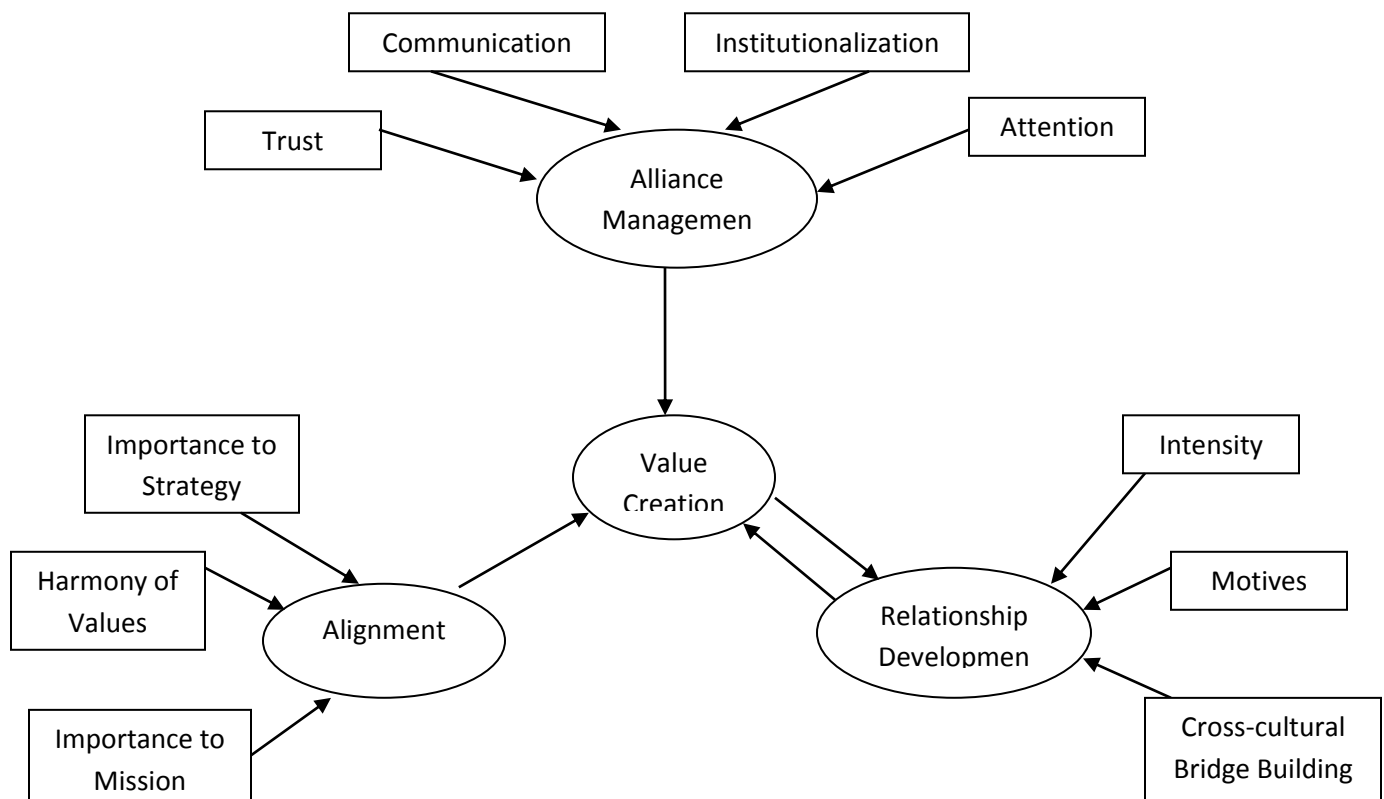 Communication
Institutionalization
Trust
Attention
Alliance
Managemen
Importance to
Strategy
Value
Creation
Intensity
Harmony of
Values
Alignment
Relationship
Developmen
Motives
Importance to
Mission
Cross-cultural
Bridge Building